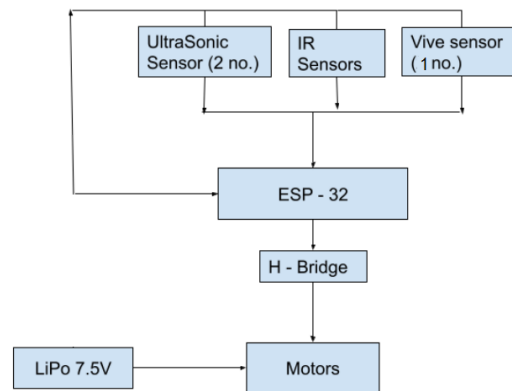 UltraSonic
Sensor (2 no.)
IR
Sensors
Vive sensor
(1 no.)
ESP - 32
H - Bridge
LiPo 7.5V
Motors